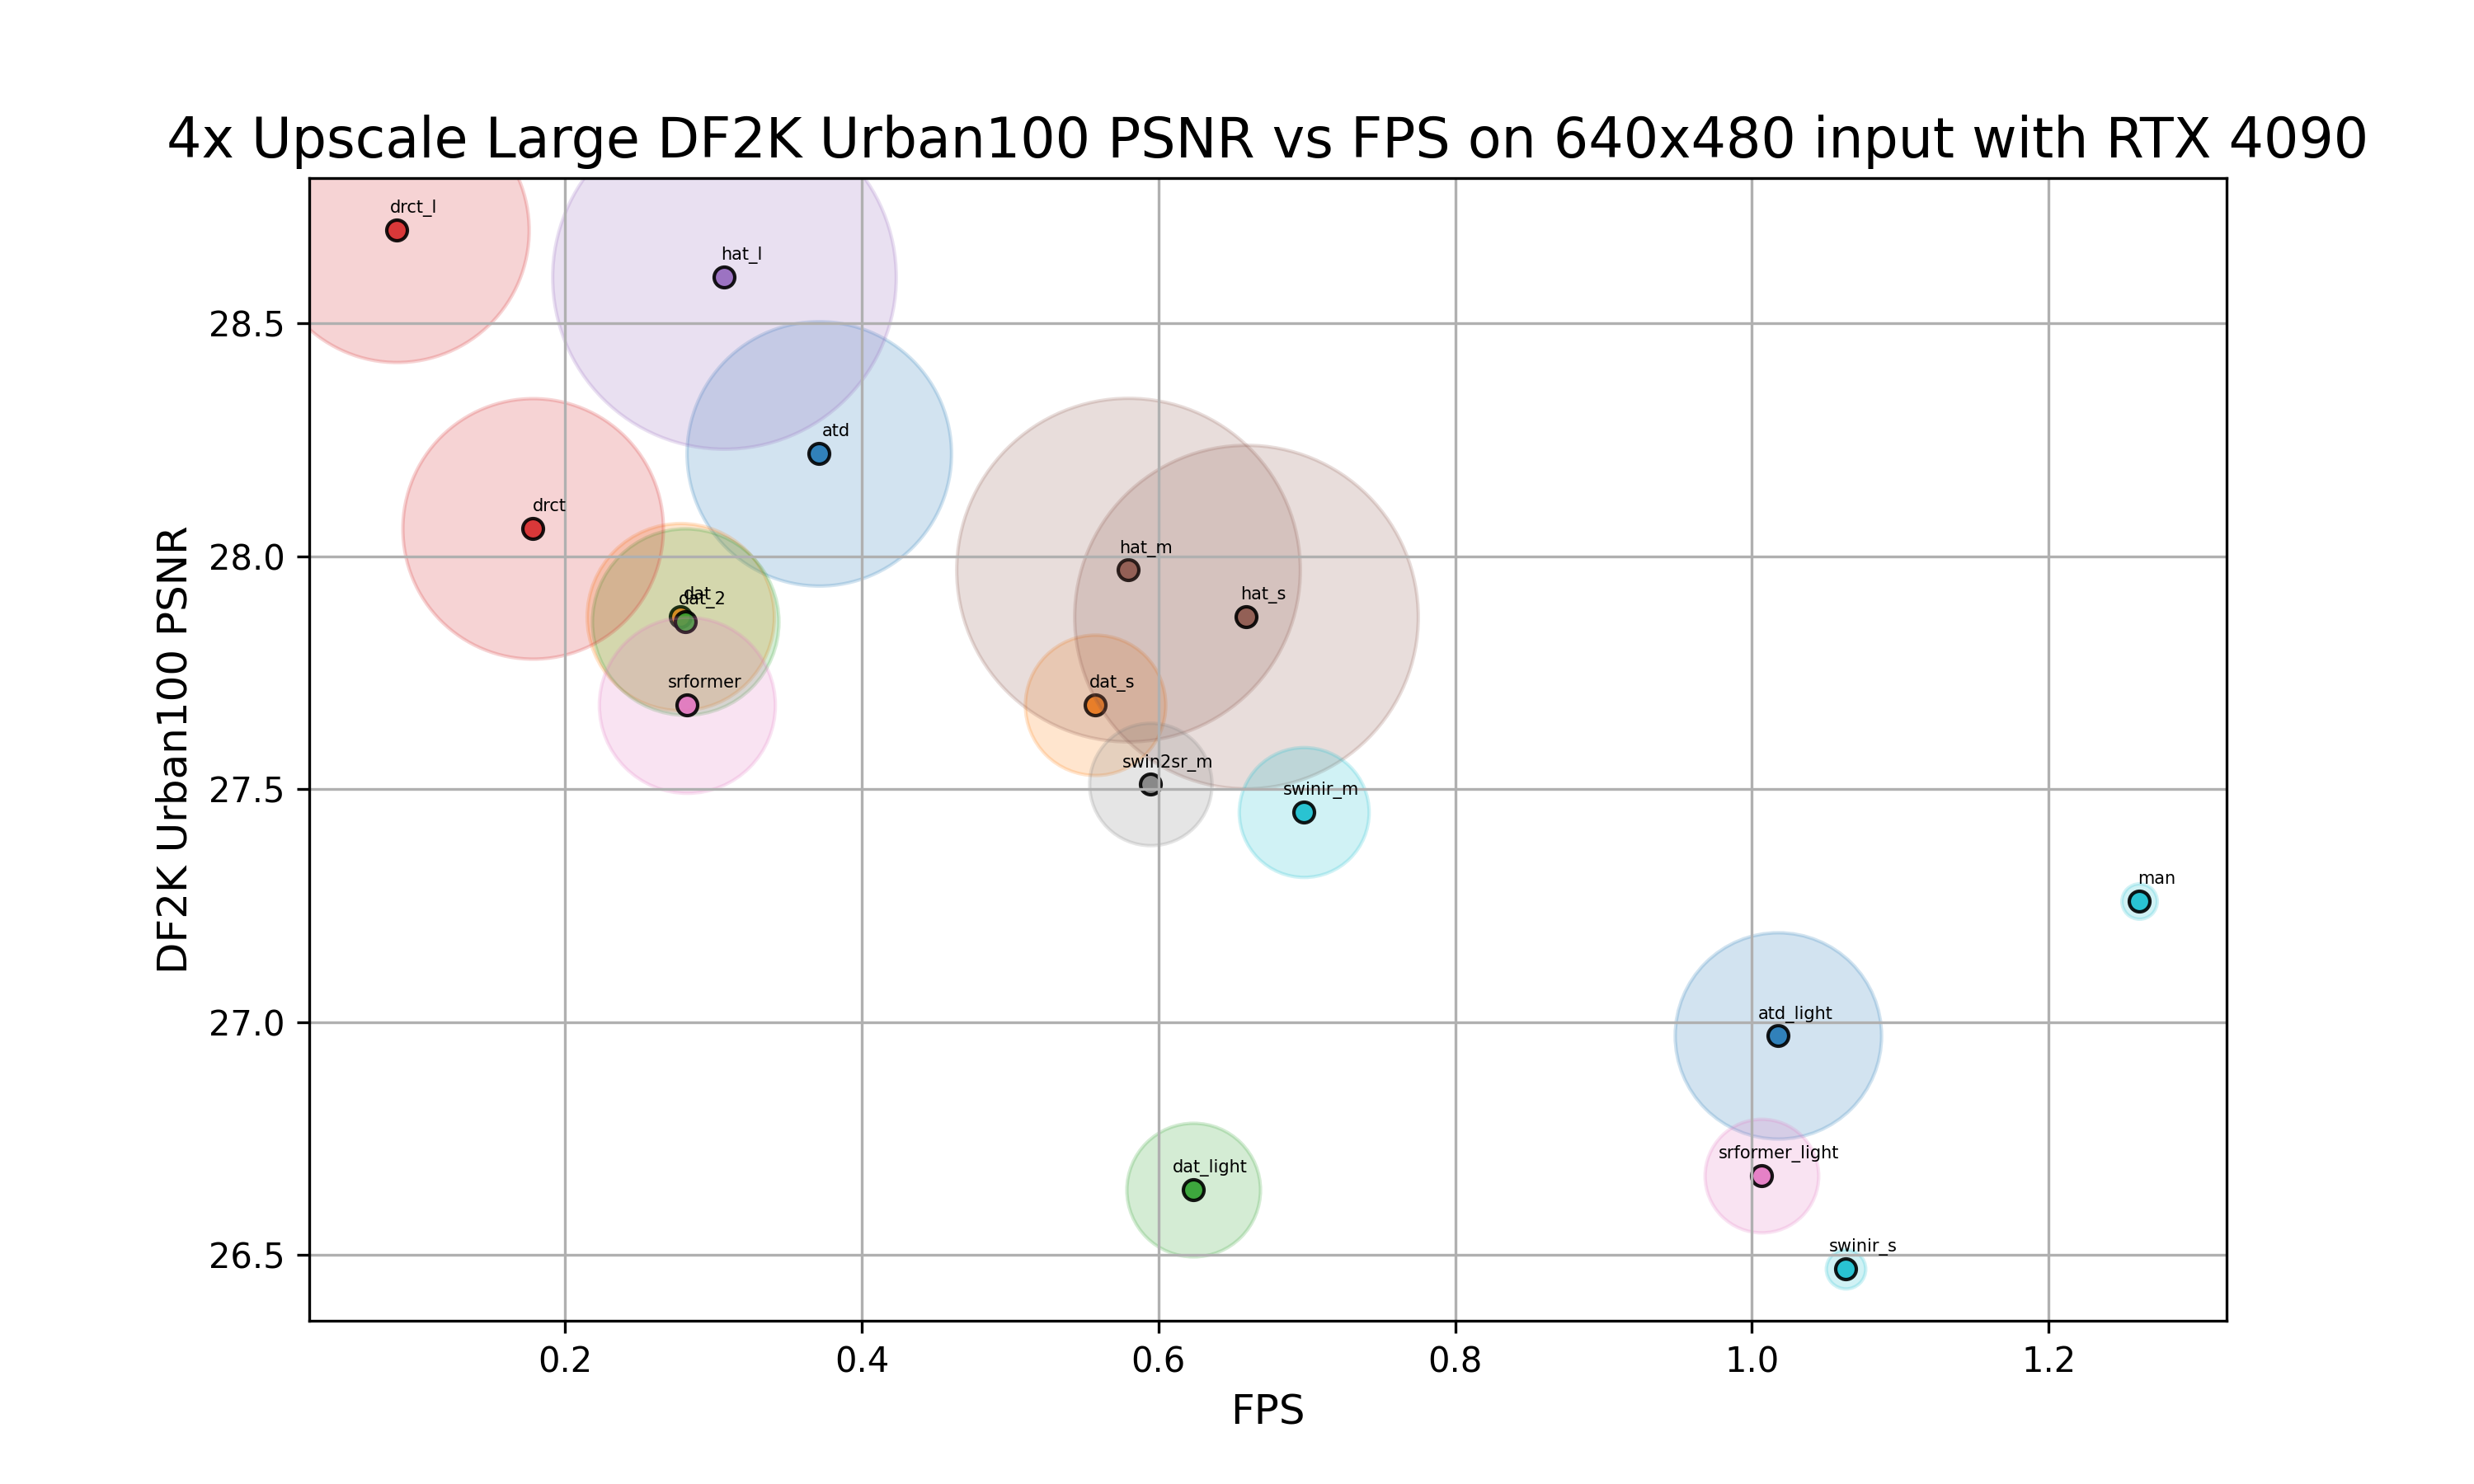 4x Upscale Large DF2K Urban100 PSNR vs FPS on 640x480 input with RTX 4090
drct_l
hat_l
28.5
atd
drct
hat_m
28.0
dat
dat_2
hat_s
srformer
dat_s
swin2sr_m
27.5
swinir_m
man
27.0
atd_light
srformer_light
dat_light
26.5
swinir_s
DF2K Urban100 PSNR
0.2 0.4 0.6 0.8 1.0 1.2
FPS